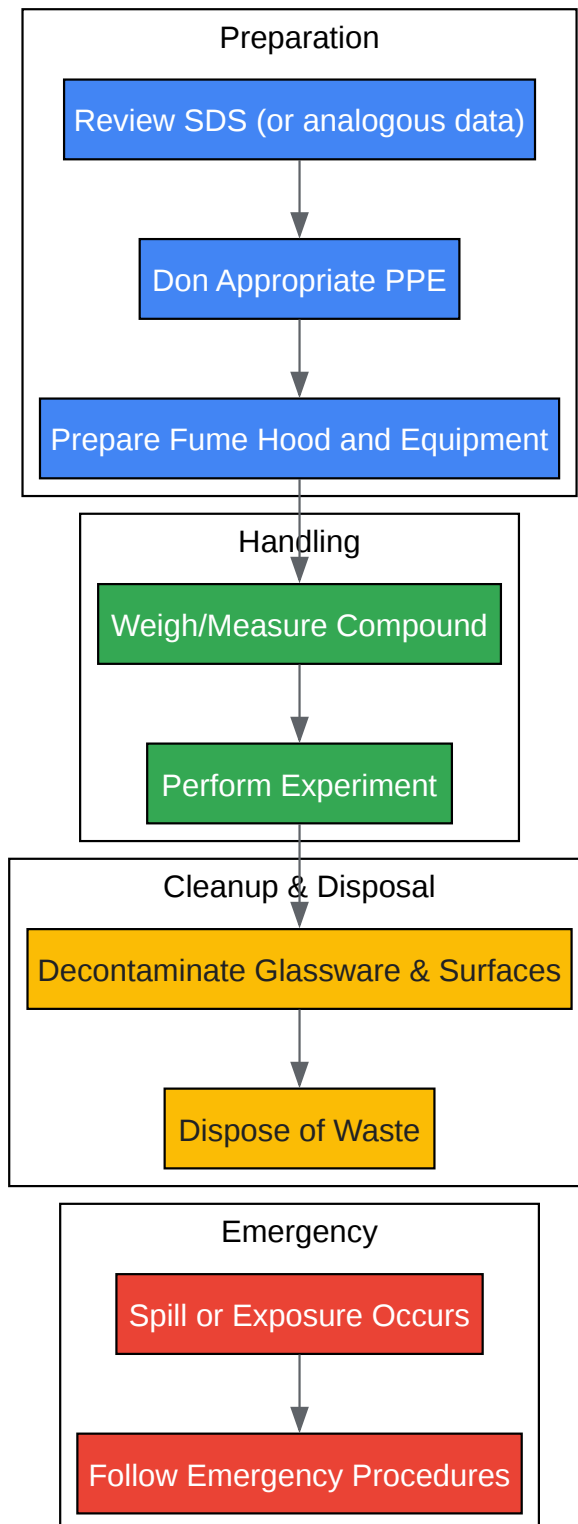 Preparation
Review SDS (or analogous data)
Don Appropriate PPE
Prepare Fume Hood and Equipment
Handling
Weigh/Measure Compound
Perform Experiment
Cleanup & Disposal
Decontaminate Glassware & Surfaces
Dispose of Waste
Emergency
Spill or Exposure Occurs
Follow Emergency Procedures